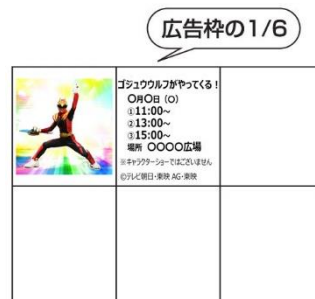 広告枠の1/6
ゴジュウウルフがやってくる！
〇月〇日（〇）
①11:00～
②13:00～
③15:00～
場所 〇〇〇〇広場
※キャラクターショーではございません
©テレビ朝日・東映AG・東映